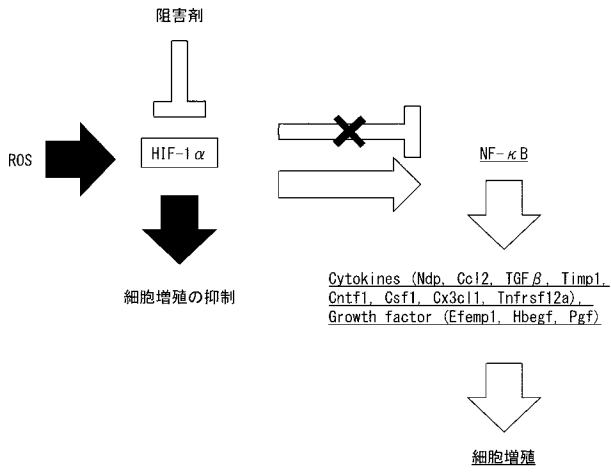 阻害剤
ROS
HIF-1α
NF-κB
細胞増殖の抑制
Cytokines (Ndp, Ccl2, TGFβ, Timp1,
Cntf1, Csf1, Cx3cl1, Tnfrsf12a),
Growth factor (Efemp1, Hbegf, Pgf)
細胞増殖